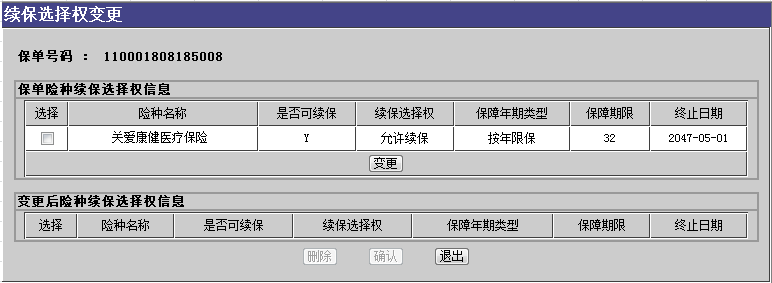 续保选择权变更
保单号码 : 110001808185008
保单险种续保选择权信息
选择 险种名称 是否可续保 续保选择权 保障年期类型 保障期限 终止日期
关爱康健医疗保险 Y 允许续保 按年限保 32 2047-05-01
变更
变更后险种续保选择权信息
选择 险种名称 是否可续保 续保选择权 保障年期类型 保障期限 终止日期
删除 确认 退出